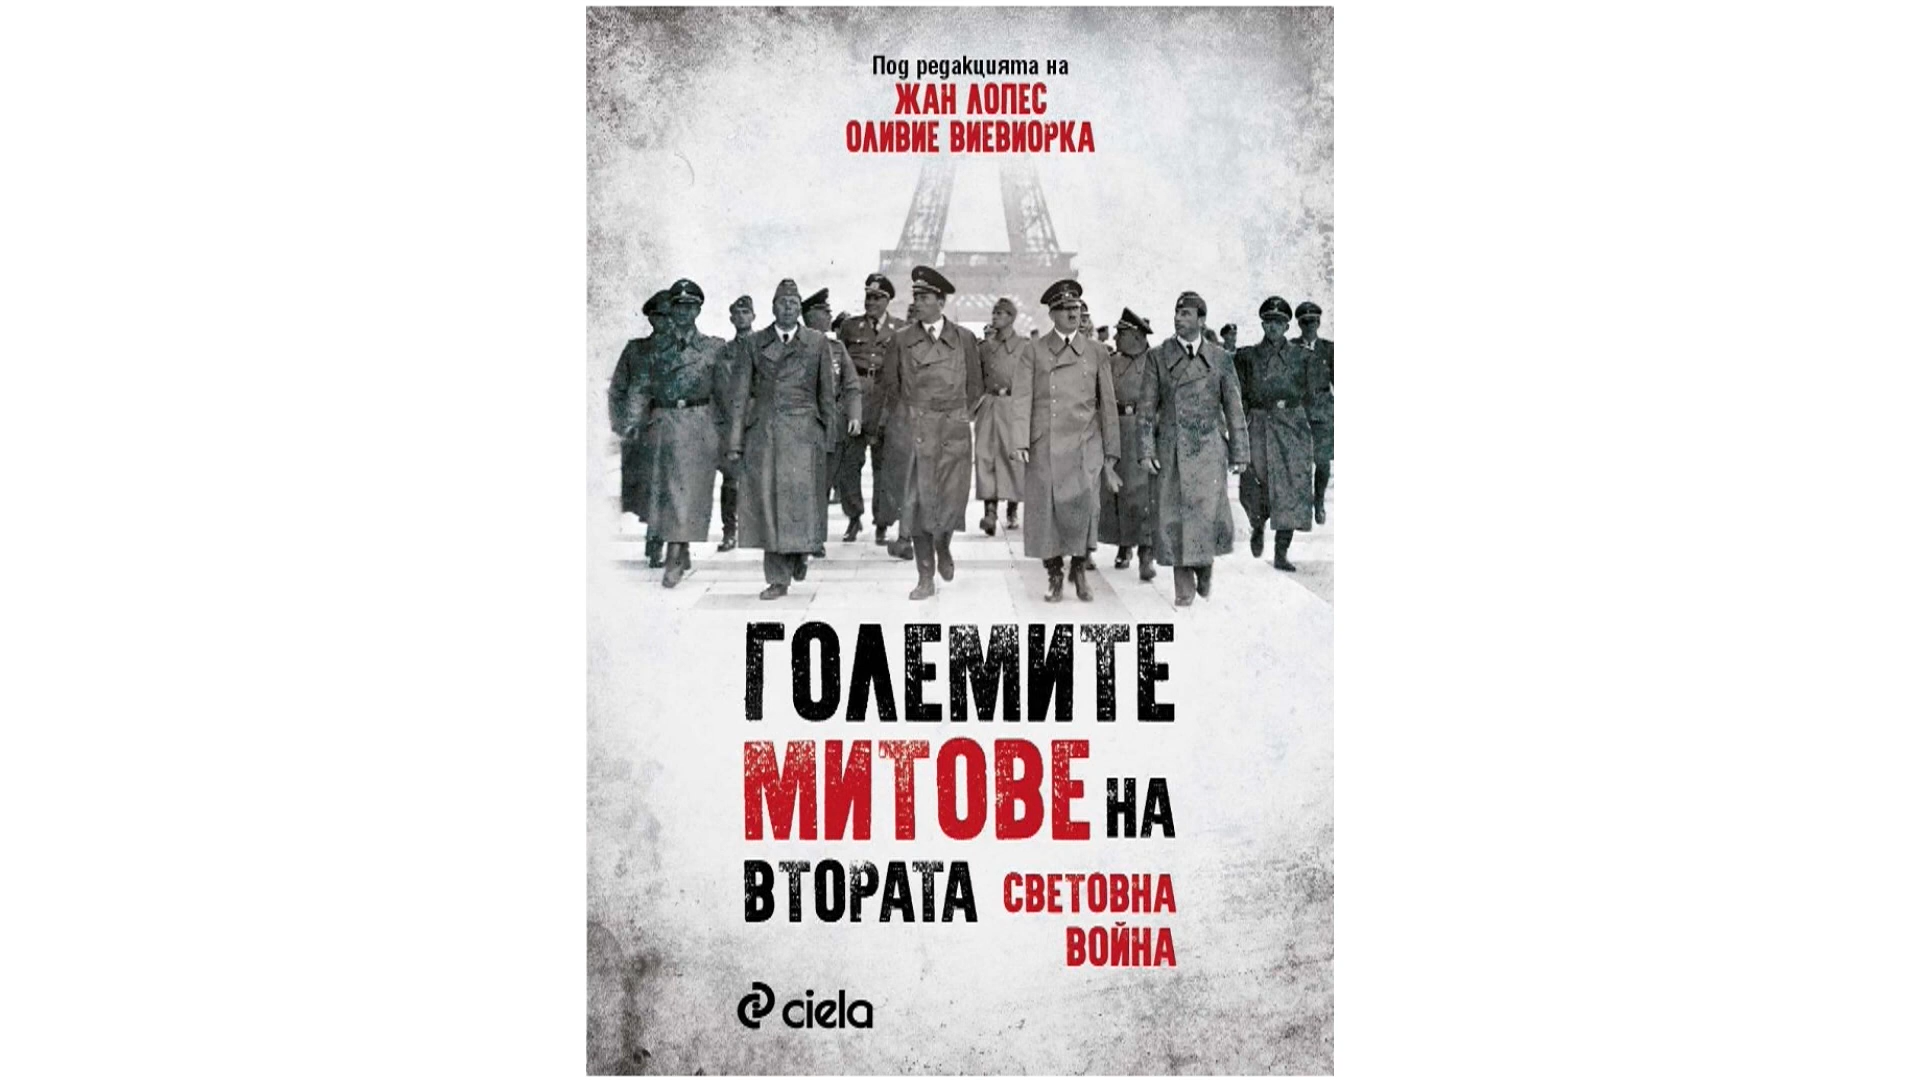 Под редакцията на
ЖАН ЛОПЕС
ОЛИВИЕ ВИЕВИОРКА
ГОЛЕМИТЕ
МИТОВЕ НА
ВТОРАТА СВЕТОВНА
ВОЙНА
ciela